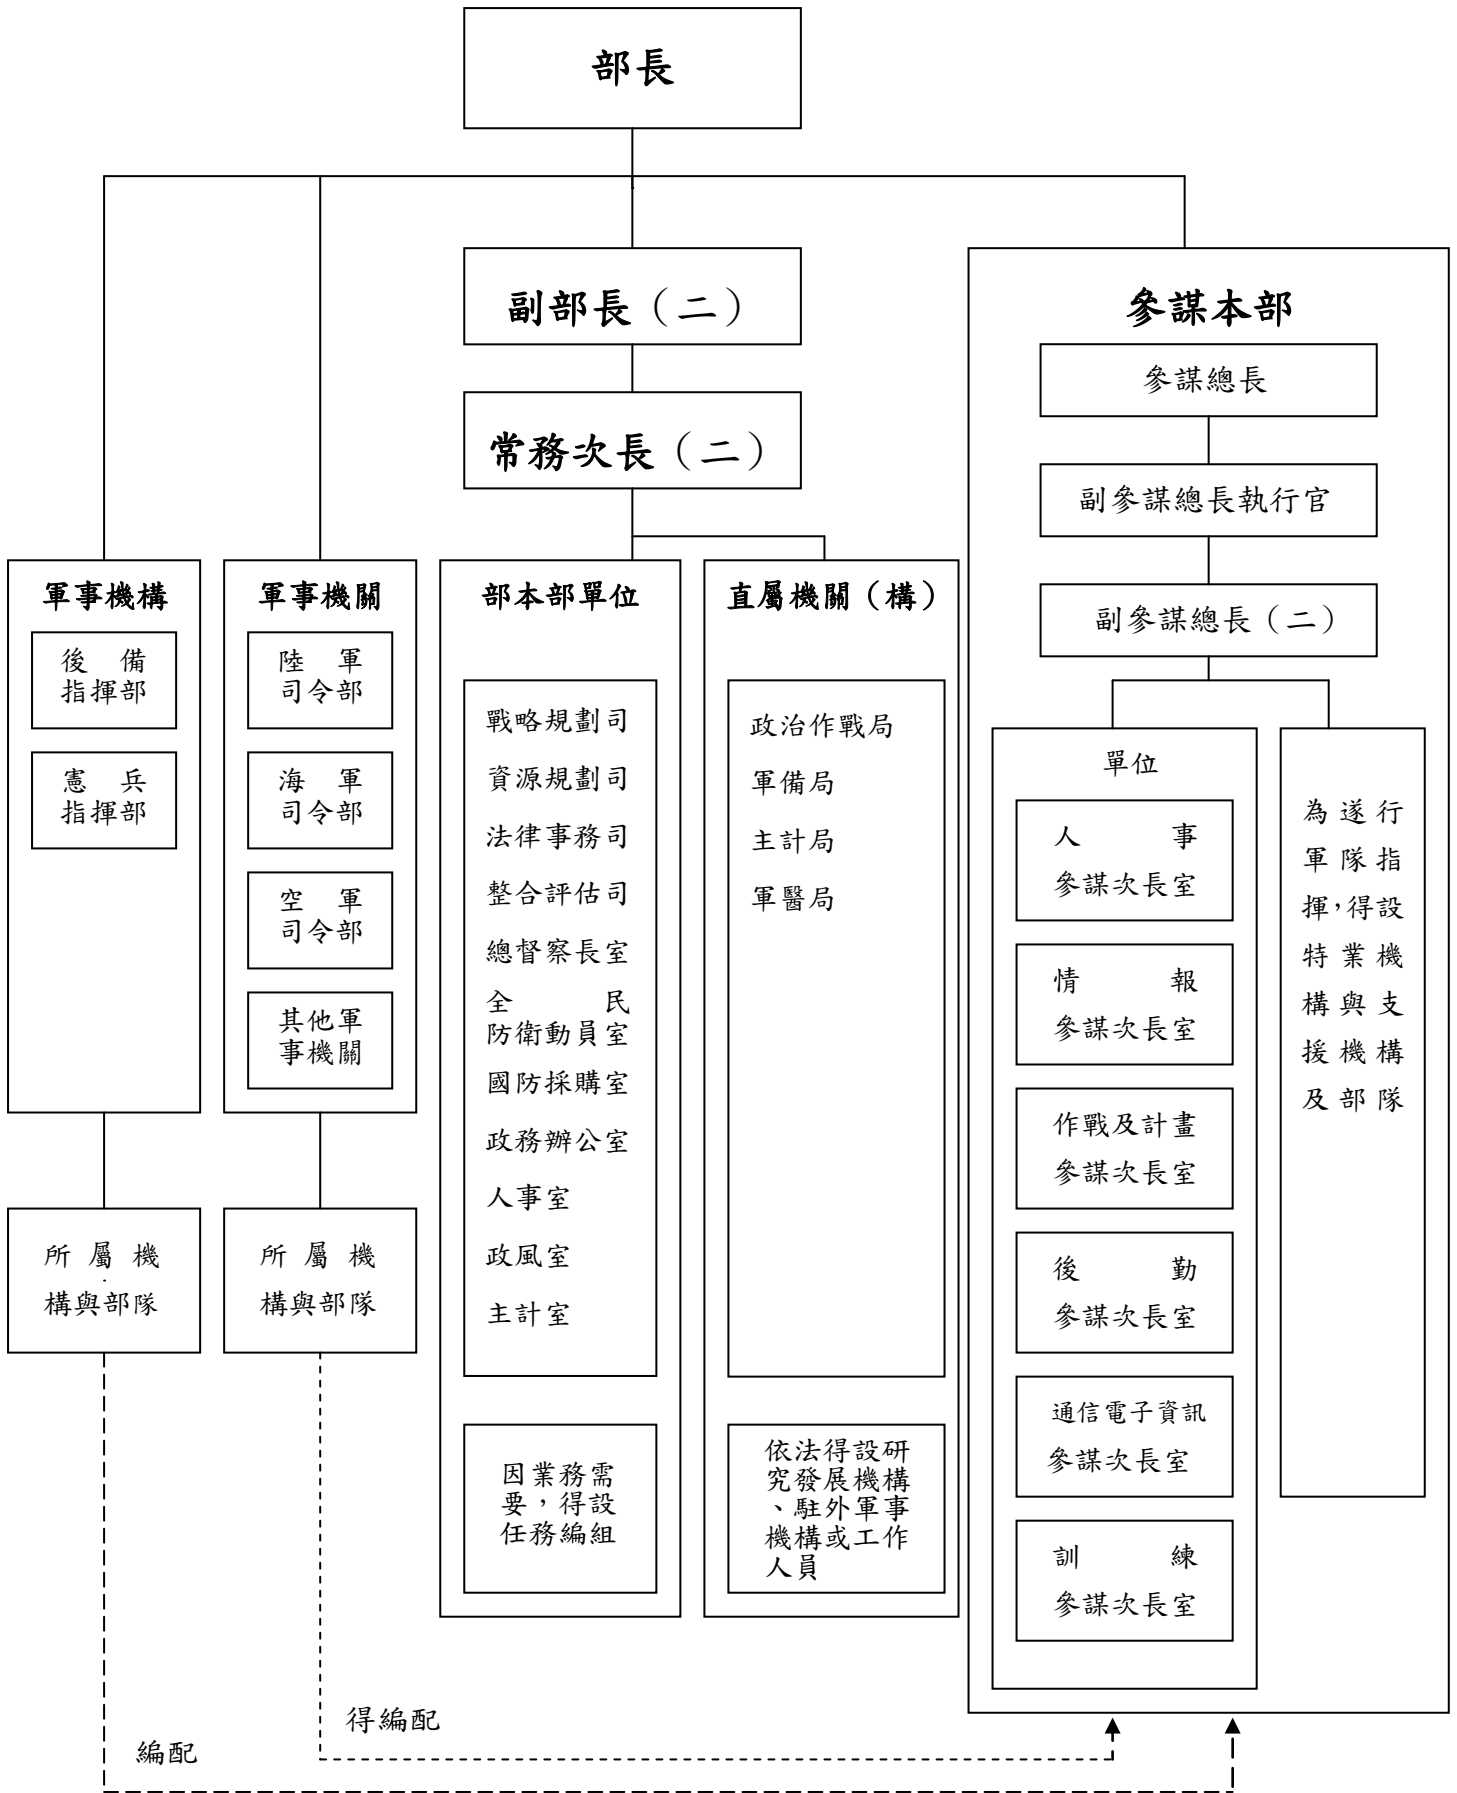 部長
副部長（二）
常務次長（二）
軍事機構
後備
指揮部
憲兵
指揮部
所屬機
構與部隊
軍事機關
陸軍
司令部
海軍
司令部
空軍
司令部
其他軍
事機關
所屬機
構與部隊
部本部單位
戰略規劃司
資源規劃司
法律事務司
整合評估司
總督察長室
全民
防衛動員室
國防採購室
政務辦公室
人事室
政風室
主計室
因業務需
要，得設
任務編組
直屬機關（構）
政治作戰局
軍備局
主計局
軍醫局
依法得設研
究發展機構
、駐外軍事
機構或工作
人員
參謀本部
參謀總長
副參謀總長執行官
副參謀總長（二）
單位
人事
參謀次長室
情報
參謀次長室
作戰及計畫
參謀次長室
後勤
參謀次長室
通信電子資訊
參謀次長室
訓練
參謀次長室
為遂行
軍隊指
揮，得設
特業機
構與支
援機構
及部隊
得編配
編配